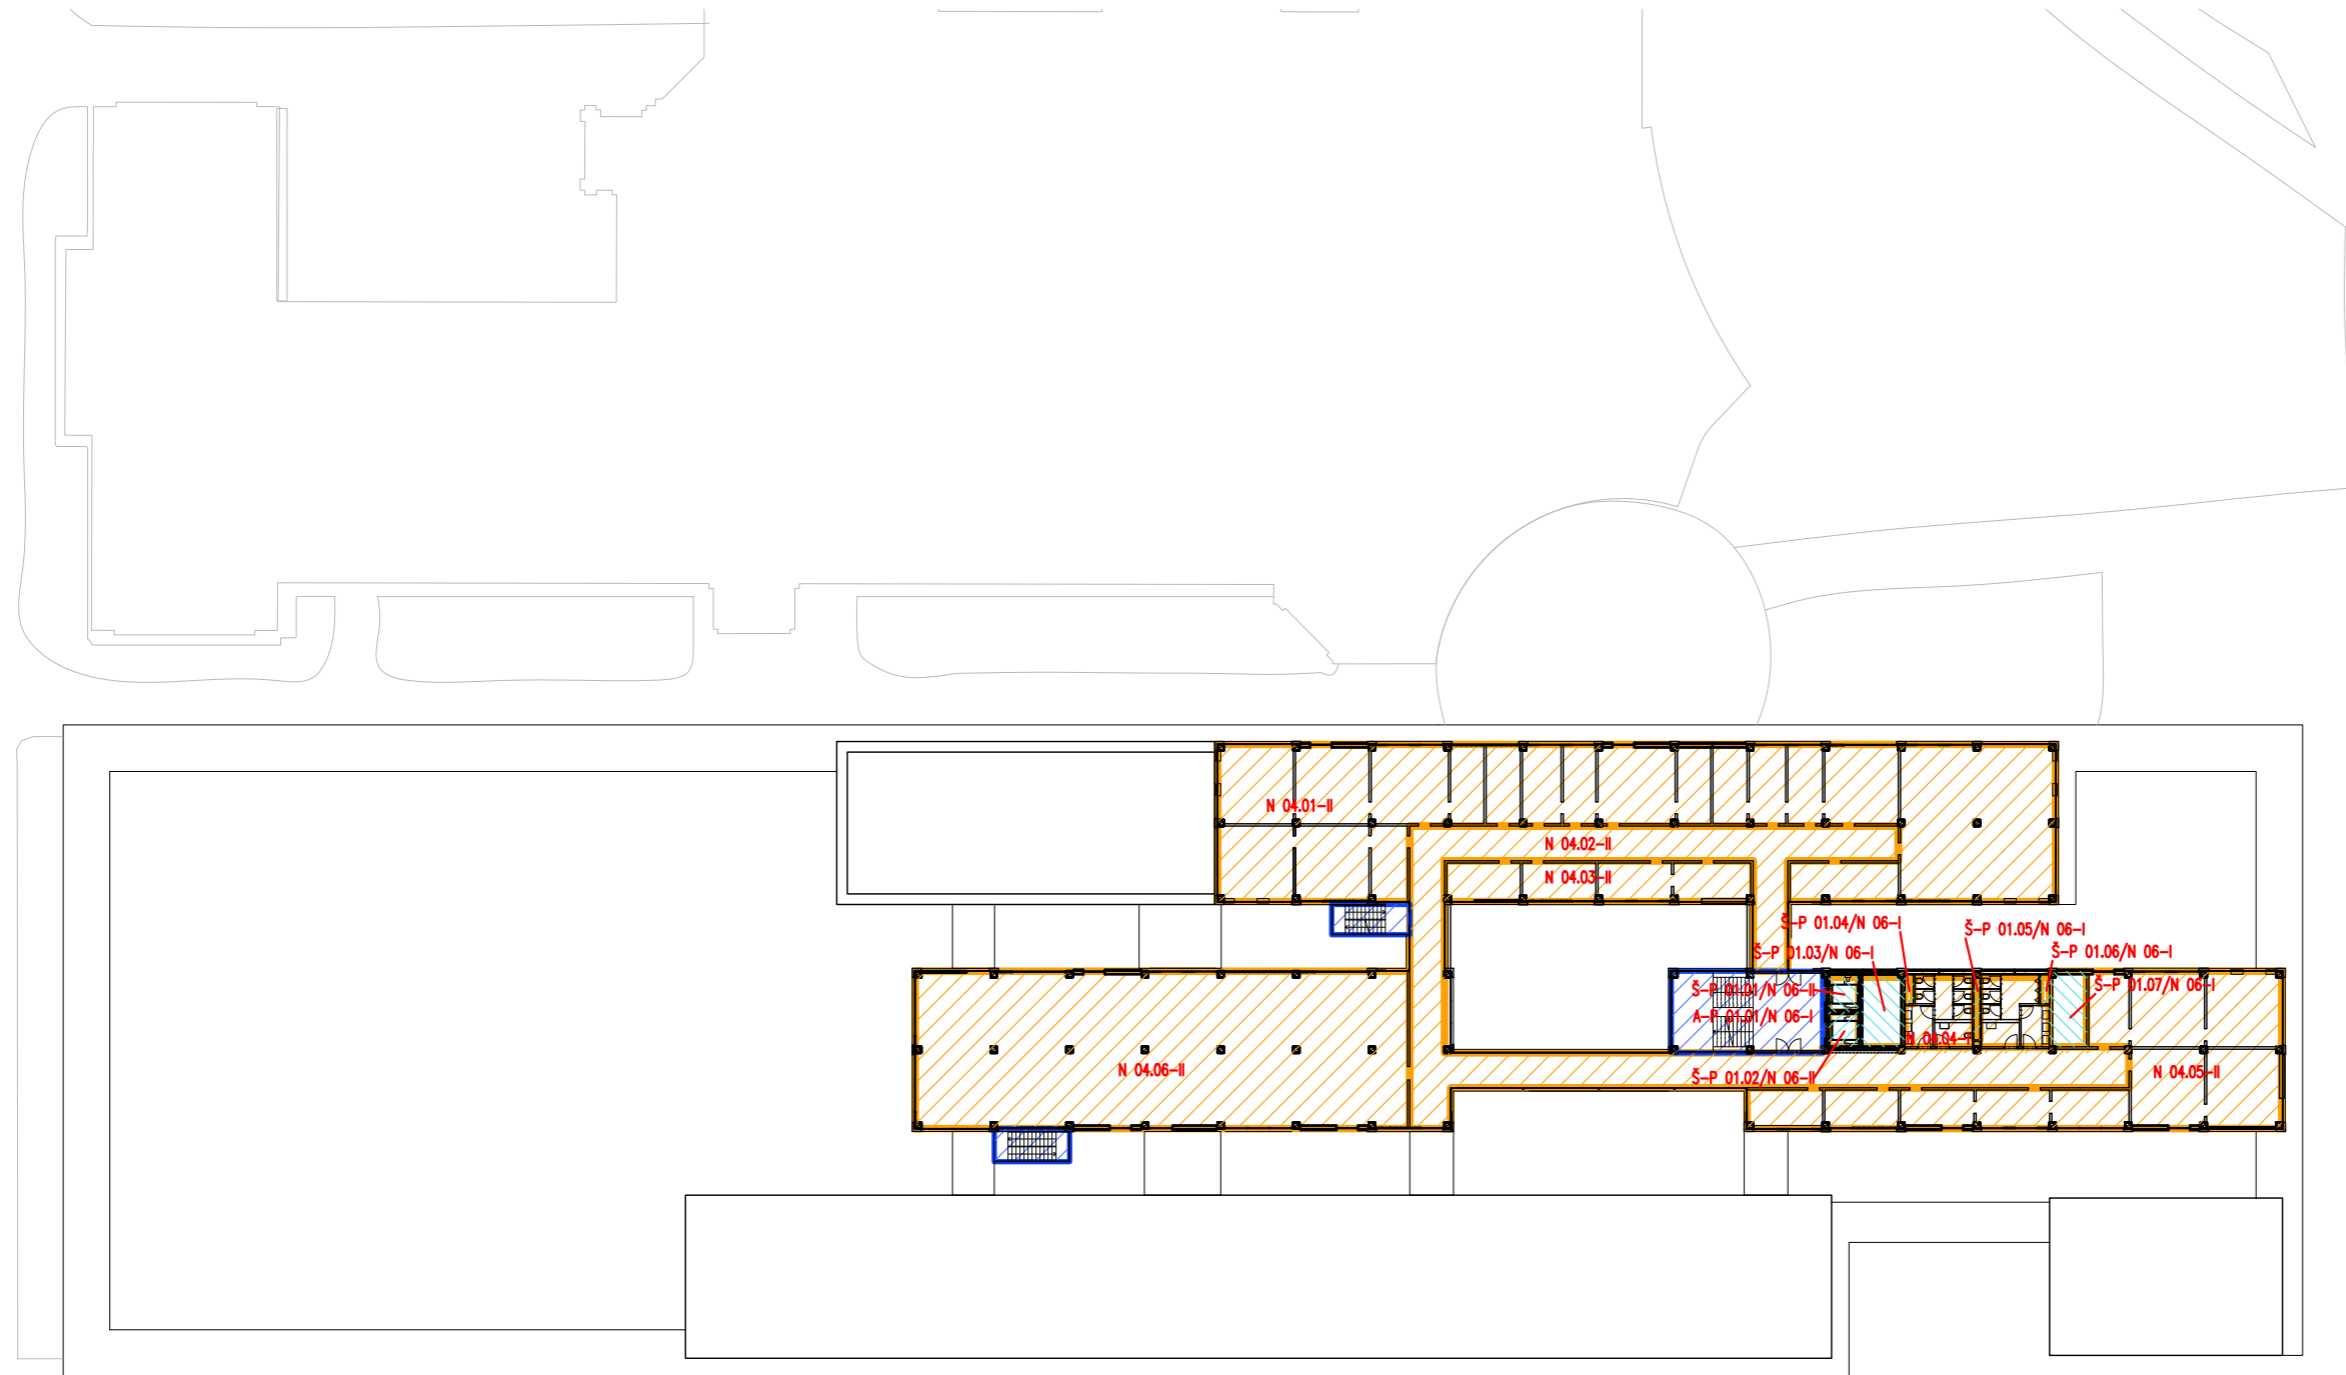 N 04.01-II
N 04.02-II
N 04.03-II
Š-P 01.04/N 06-I
Š-P 01.05/N 06-I
Š-P 01.03/N 06-I
Š-P 01.06/N 06-I
Š-P 01.01/N 06-II
Š-P 01.07/N 06-I
A-P 01.01/N 06-I
N 04.04-
N 04.06-II
N 04.05-II
Š-P 01.02/N 06-II